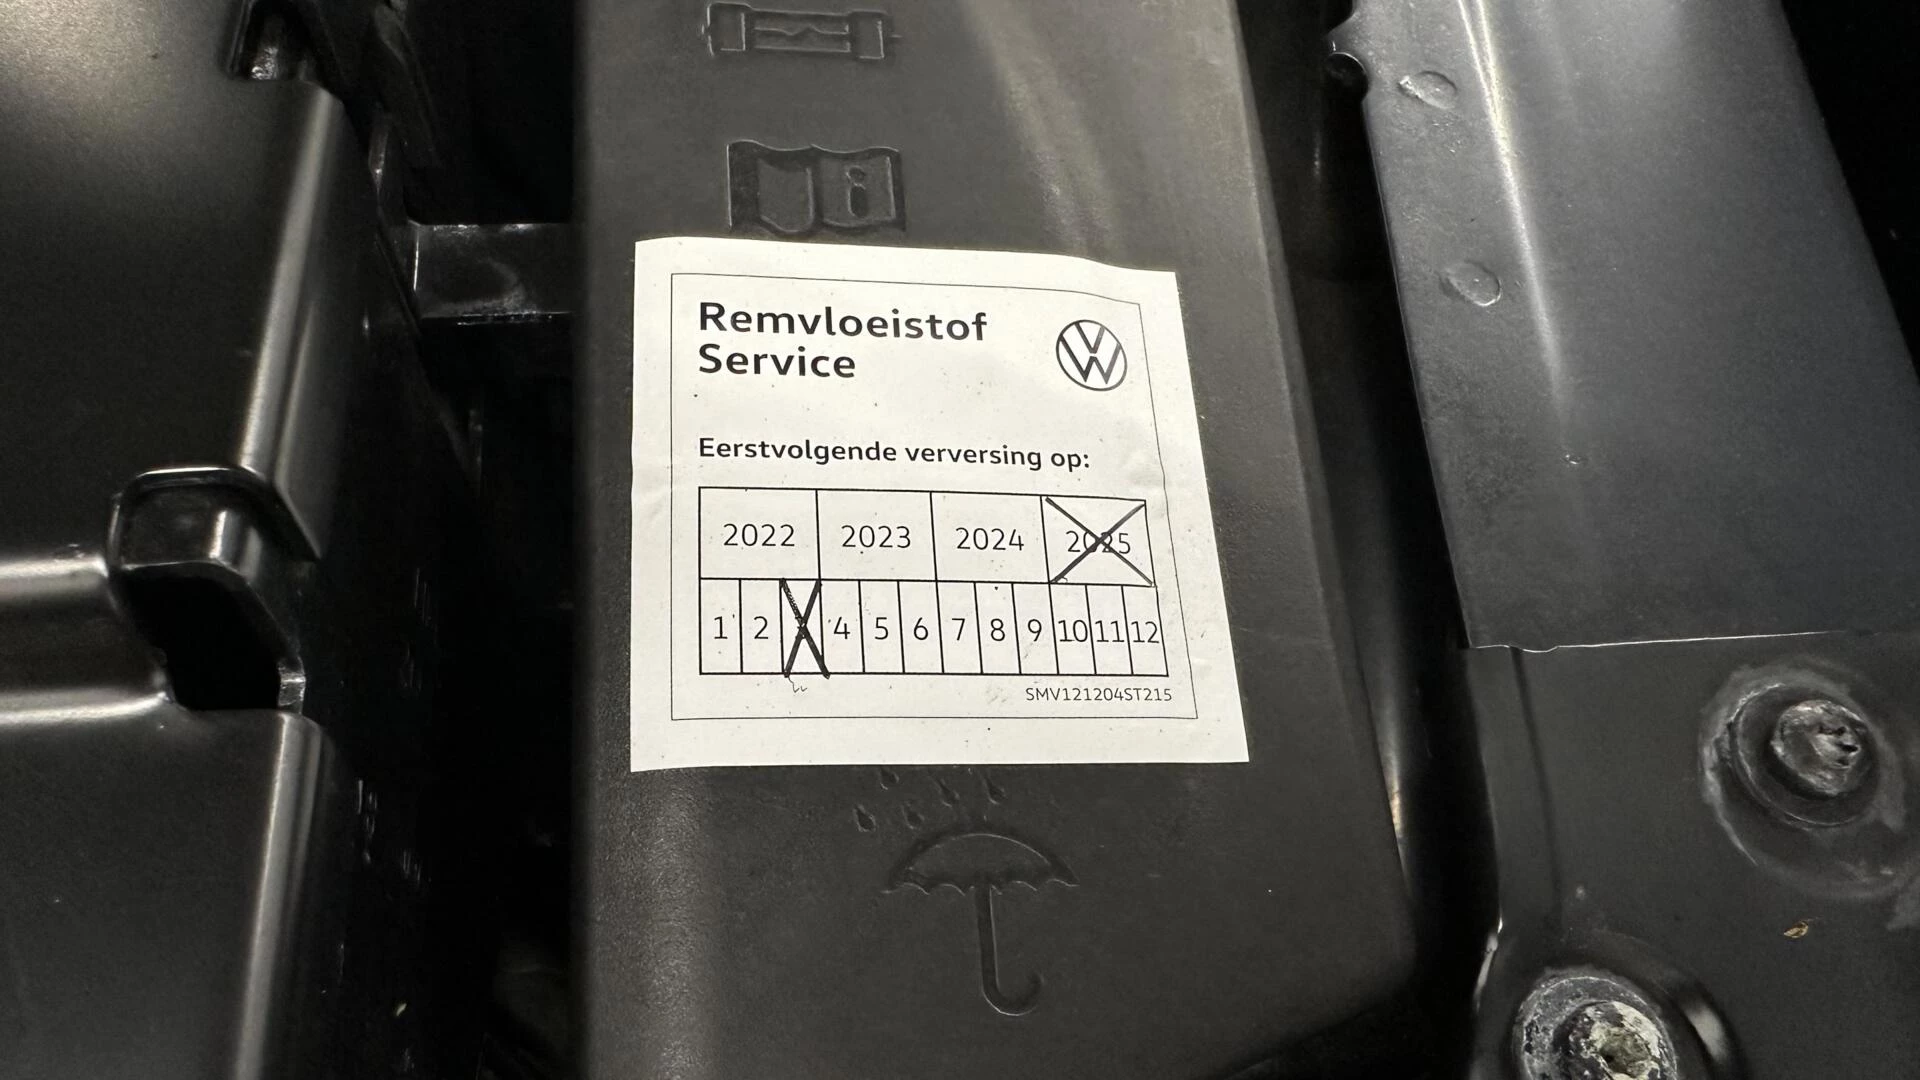 Remvloeistof
Service
Eerstvolgende verversing op:
2022 2023 2024 2025
1 2 4 5 6 7 8 9 10 11 12
SMV121204ST215